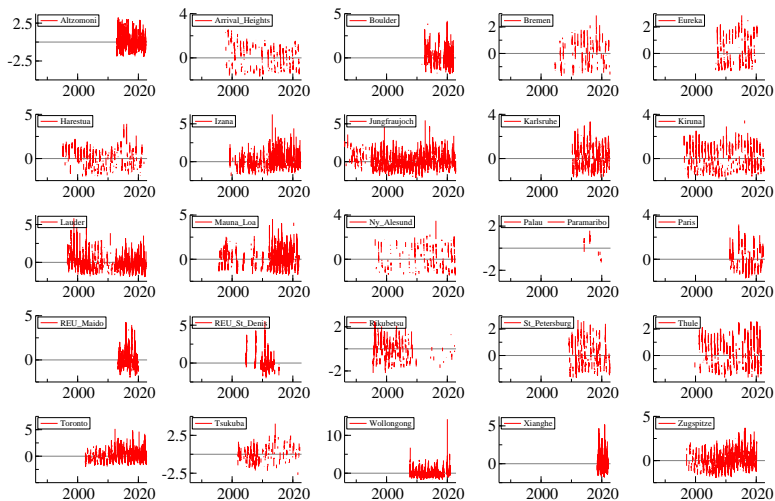 Altzomoni Arrival_Heights Boulder Bremen Eureka
2.5 4 5 2 2
-2.5 0 0 0 0
2000 2020 2000 2020 2000 2020 2000 2020 2000 2020
Harestua Izana Jungfraujoch Karlsruhe Kiruna
5 5 5 4 4
0 0 0 0 0
2000 2020 2000 2020 2000 2020 2000 2020 2000 2020
Lauder Mauna_Loa Ny_Alesund Palau Paramaribo Paris
5 5 4 4
0 0 0 -2 0
2000 2020 2000 2020 2000 2020 2000 2020 2000 2020
REU_Maido REU_St_Denis Rikubetsu St_Petersburg Thule
5 5 2 2 2
0 0 -2 0 0
2000 2020 2000 2020 2000 2020 2000 2020 2000 2020
Toronto Tsukuba Wollongong Xianghe Zugspitze
5 2.5 10 5 5
0 -2.5 0 0 0
2000 2020 2000 2020 2000 2020 2000 2020 2000 2020